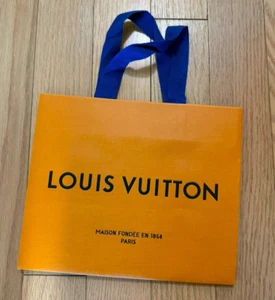 LOUIS VUITTON
MAISON FONDÉE EN 1854
PARIS